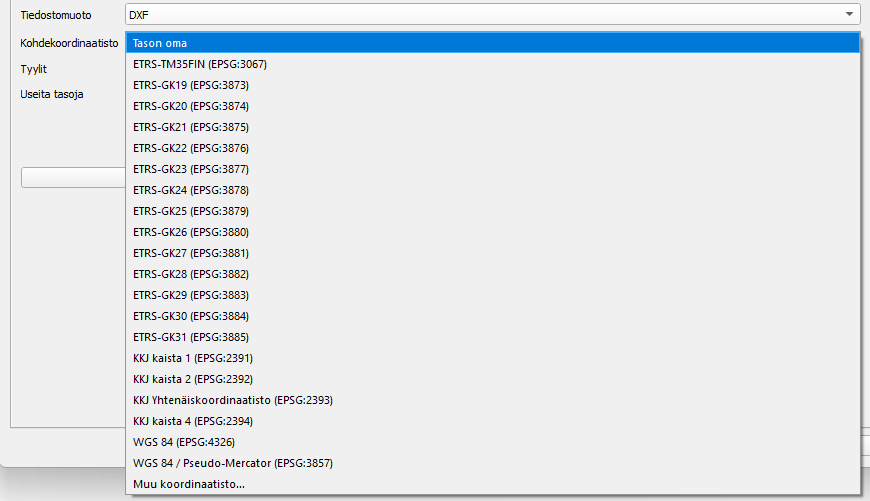 Tiedostomuoto DXF
Kohdekoordinaatisto Tason oma
ETRS-TM35FIN (EPSG:3067)
Tyylit
ETRS-GK19 (EPSG:3873)
Useita tasoja
ETRS-GK20 (EPSG:3874)
ETRS-GK21 (EPSG:3875)
ETRS-GK22 (EPSG:3876)
ETRS-GK23 (EPSG:3877)
ETRS-GK24 (EPSG:3878)
ETRS-GK25 (EPSG:3879)
ETRS-GK26 (EPSG:3880)
ETRS-GK27 (EPSG:3881)
ETRS-GK28 (EPSG:3882)
ETRS-GK29 (EPSG:3883)
ETRS-GK30 (EPSG:3884)
ETRS-GK31 (EPSG:3885)
KKJ kaista 1 (EPSG:2391)
KKJ kaista 2 (EPSG:2392)
KKJ Yhtenäiskoordinaatisto (EPSG:2393)
KKJ kaista 4 (EPSG:2394)
WGS 84 (EPSG:4326)
WGS 84 / Pseudo-Mercator (EPSG:3857)
Muu koordinaatisto...